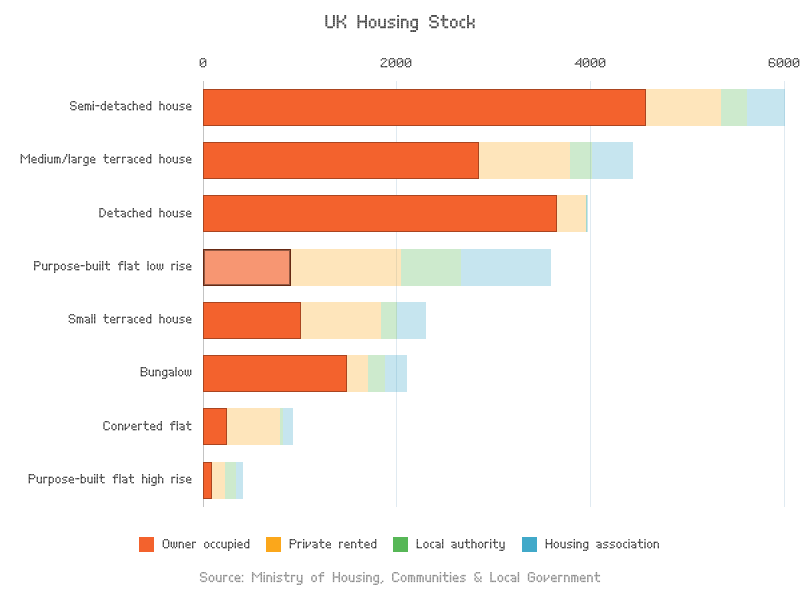 UK Housing Stock
0 2000 4000 6000
Semi-detached house
Medium/large terraced house
Detached house
Purpose-built flat low rise
Small terraced house
Bungalow
Converted flat
Purpose-built flat high rise
Owner occupied Private rented Local authority Housing association
Source: Ministry of Housing, Communities & Local Government